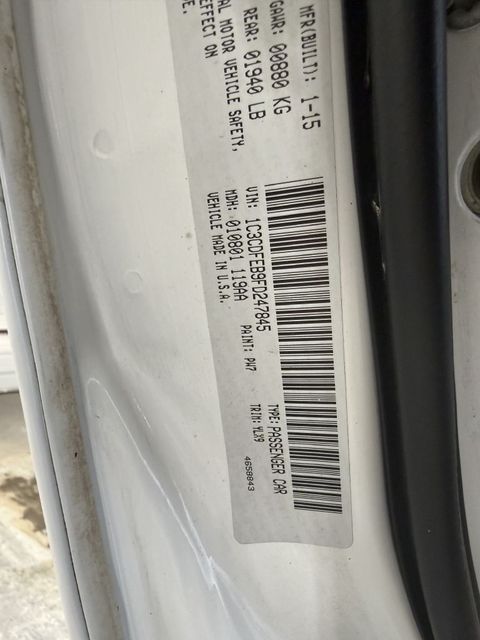 MFR(BUILT): 1-15
GAWR: 00880 KG
REAR: 01940 LB
AL MOTOR VEHICLE SAFETY,
EFFECT ON
E.
VIN: 1C3CDFEB9FD247845
TYPE: PASSENGER CAR
MDH: 010801 119AA
PAINT: PW7
TRIM: YLX9
VEHICLE MADE IN U.S.A.
4658843